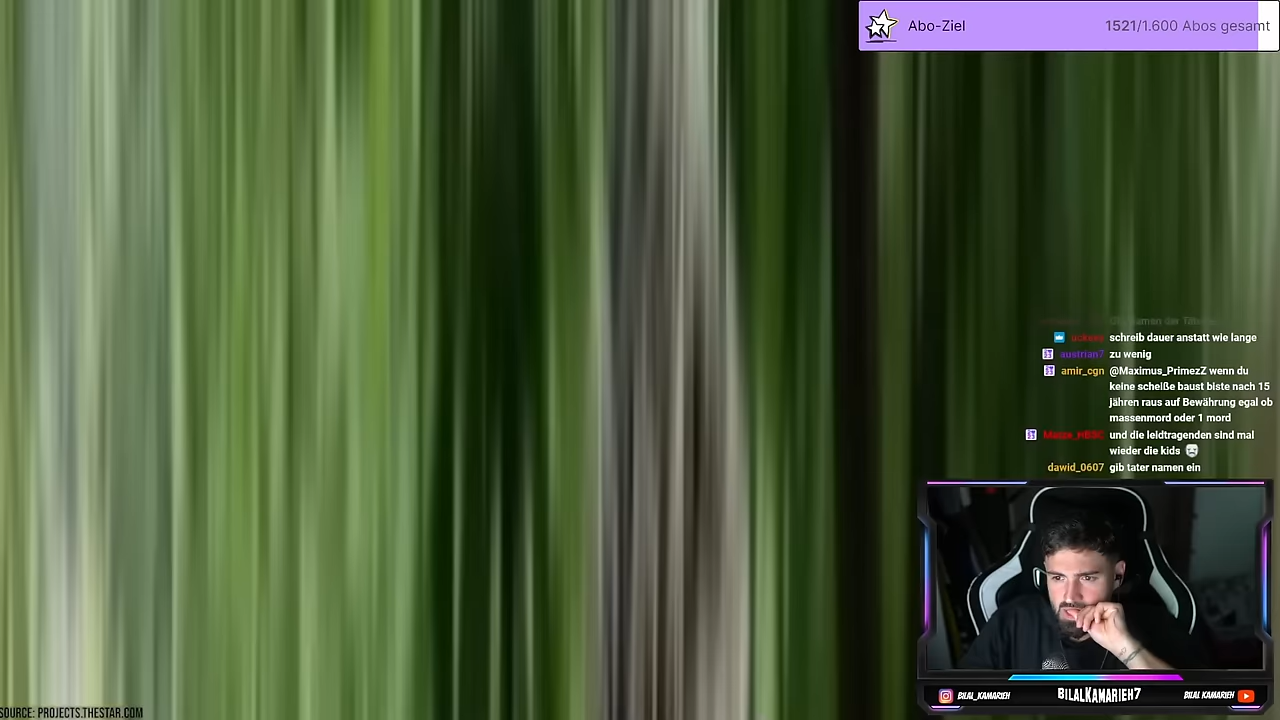 Abo-Ziel
1521/1.600 Abos gesamt
schreib dauer anstatt wie lange
austrian7 zu wenig
amir_cgn @Maximus_PrimezZ wenn du
keine scheiße baust biste nach 15
jähren raus auf Bewährung egal ob
massenmord oder 1 mord
und die leidtragenden sind mal
wieder die kids
dawid_0607 gib tater namen ein
BILAL_KAMARIEH
BILALKAMARIEH7
BILAL KAMARIEH
SOURCE: PROJECTS.THESTAR.COM